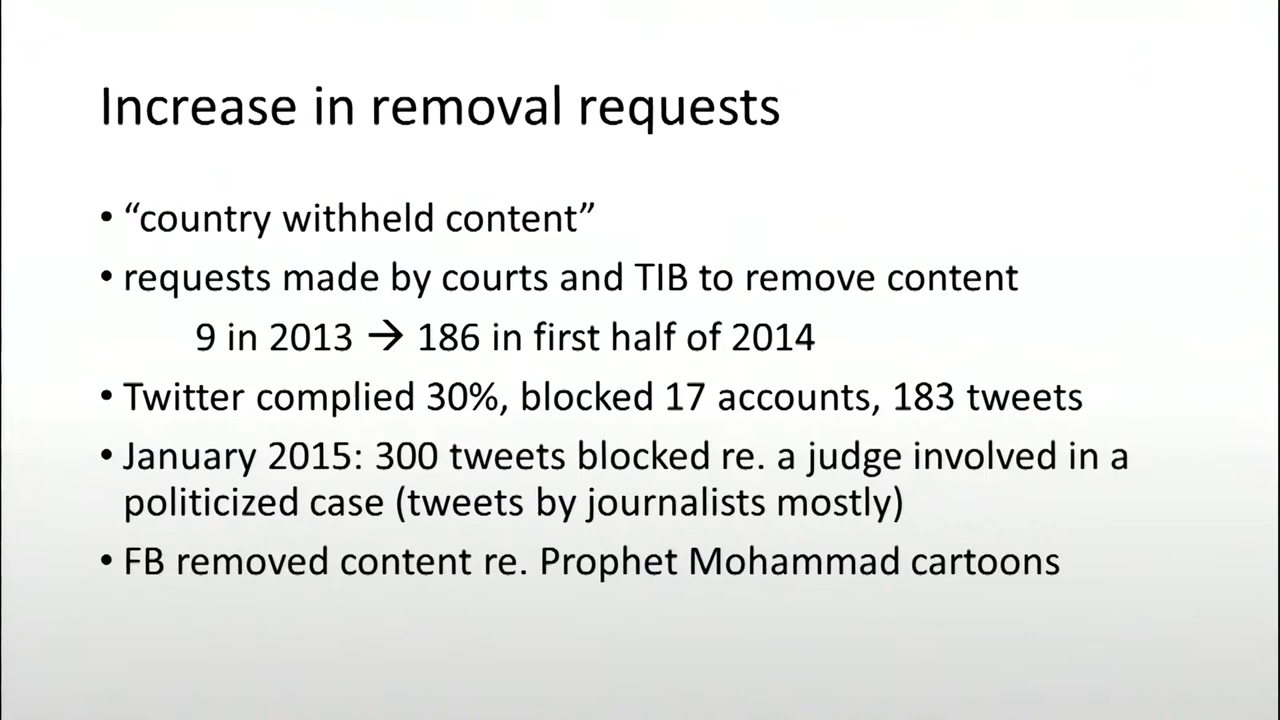 Increase in removal requests
• “country withheld content”
• requests made by courts and TIB to remove content
9 in 2013 → 186 in first half of 2014
• Twitter complied 30%, blocked 17 accounts, 183 tweets
• January 2015: 300 tweets blocked re. a judge involved in a
politicized case (tweets by journalists mostly)
• FB removed content re. Prophet Mohammad cartoons